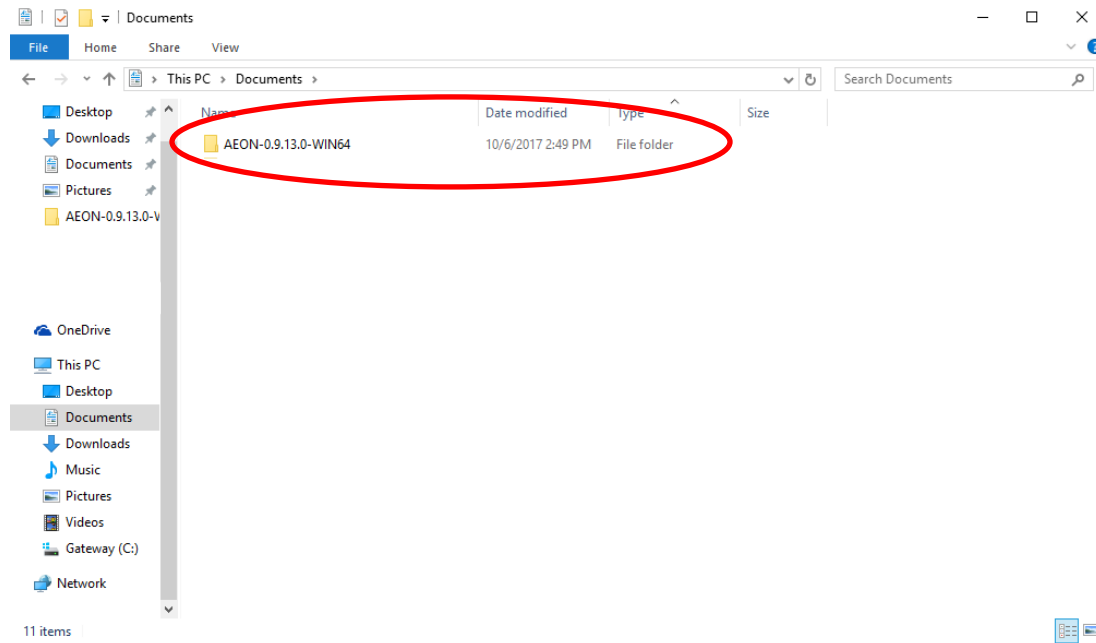 Documents
File Home Share View
This PC Documents Search Documents
Name Date modified Type Size
AEON-0.9.13.0-WIN64 10/6/2017 2:49 PM File folder
Desktop
Downloads
Documents
Pictures
AEON-0.9.13.0-W
OneDrive
This PC
Desktop
Documents
Downloads
Music
Pictures
Videos
Gateway (C:)
Network
11 items